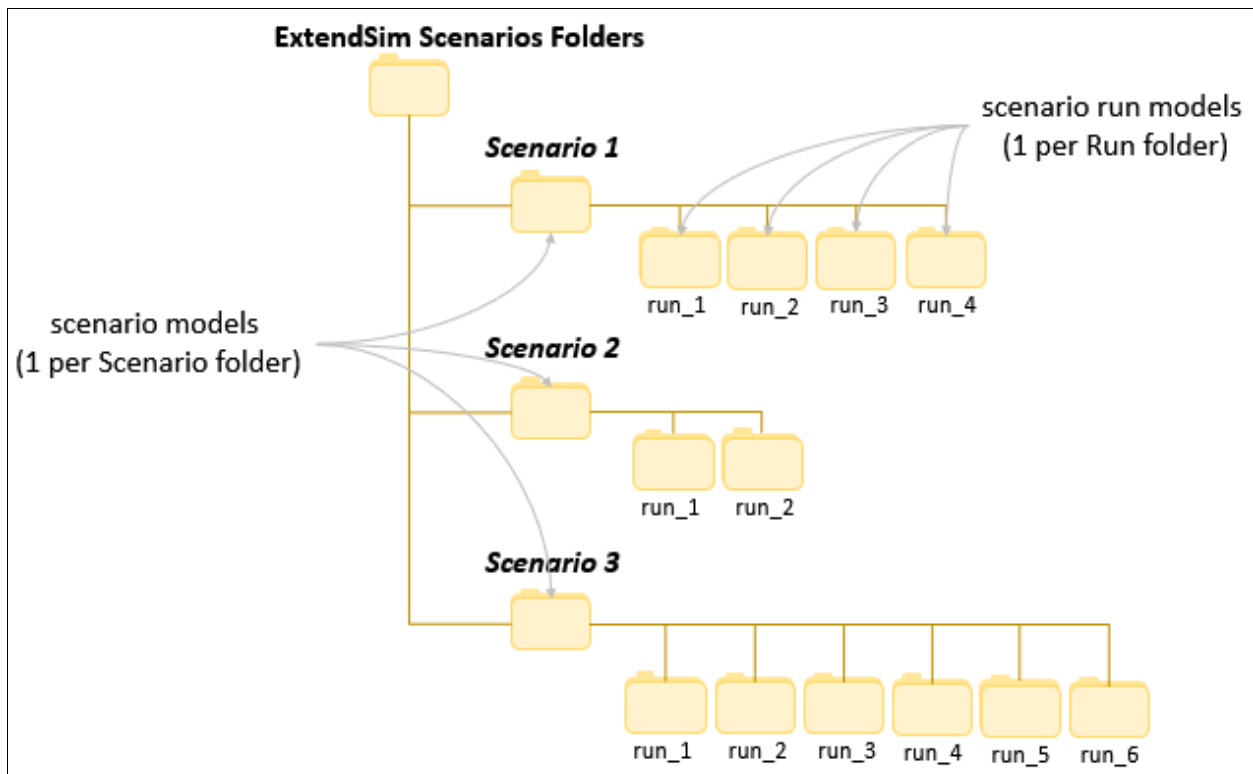 ExtendSim Scenarios Folders
scenario run models
(1 per Run folder)
Scenario 1
run_1
run_2
run_3
run_4
scenario models
(1 per Scenario folder)
Scenario 2
run_1
run_2
Scenario 3
run_1
run_2
run_3
run_4
run_5
run_6